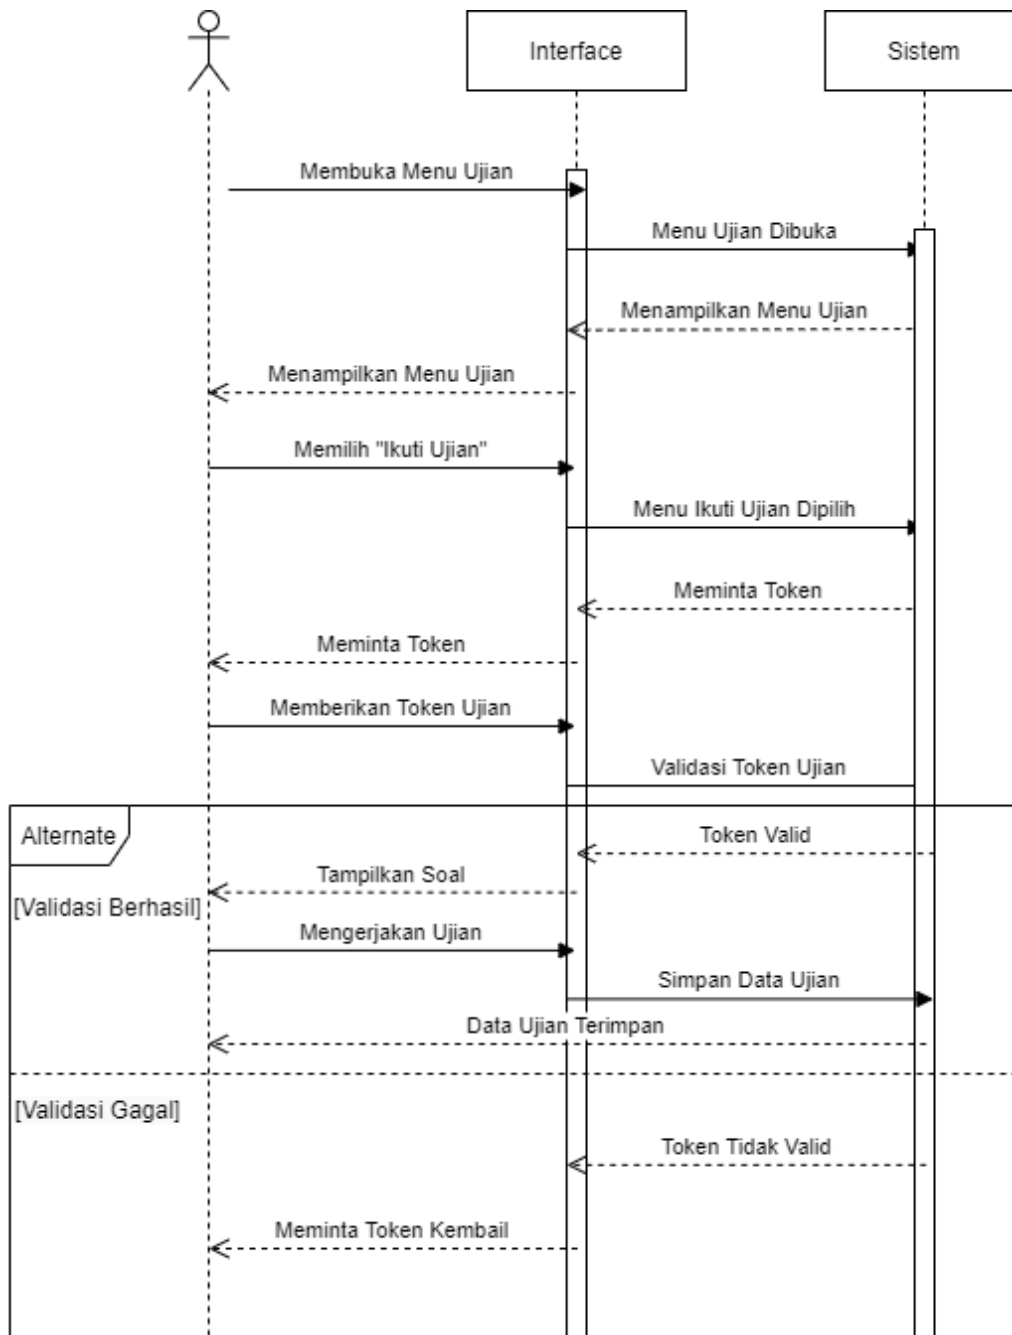 Interface
Sistem
Membuka Menu Ujian
Menu Ujian Dibuka
Menampilkan Menu Ujian
Menampilkan Menu Ujian
Memilih "Ikuti Ujian"
Menu Ikuti Ujian Dipilih
Meminta Token
Meminta Token
Memberikan Token Ujian
Validasi Token Ujian
Alternate
Token Valid
Tampilkan Soal
[Validasi Berhasil]
Mengerjakan Ujian
Simpan Data Ujian
Data Ujian Terimpan
[Validasi Gagal]
Token Tidak Valid
Meminta Token Kembail